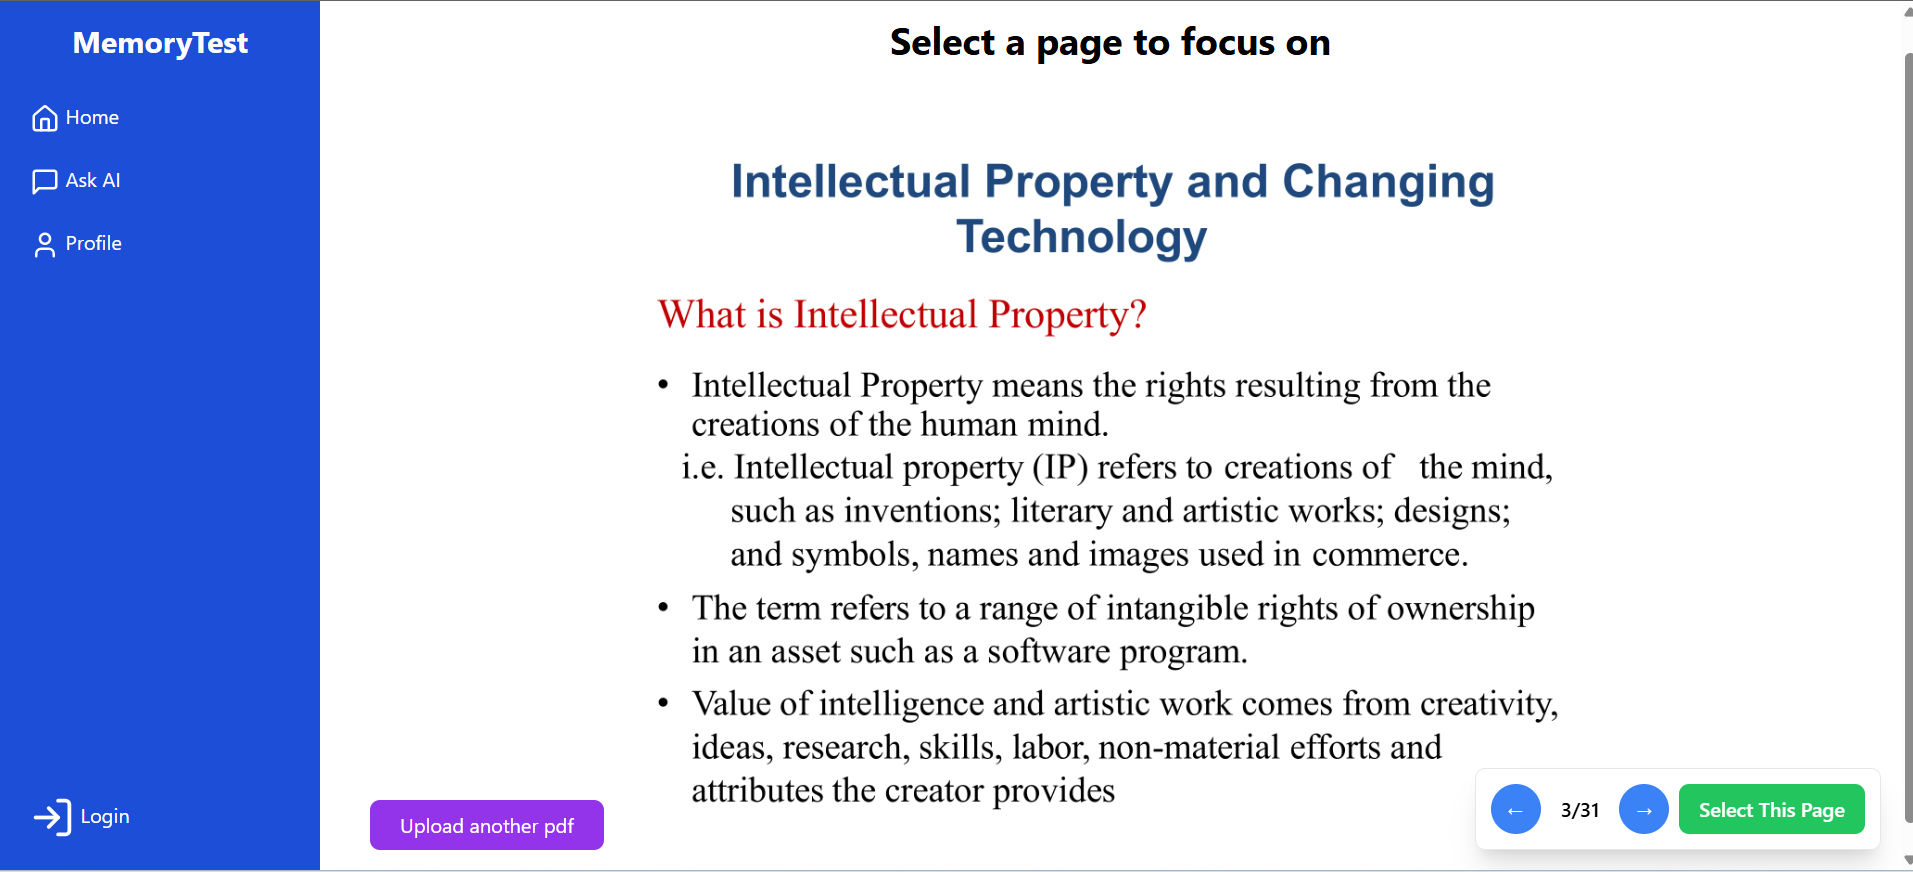 MemoryTest
Home
Ask AI
Profile
Login
Select a page to focus on
Intellectual Property and Changing
Technology
What is Intellectual Property?
• Intellectual Property means the rights resulting from the
creations of the human mind.
i.e. Intellectual property (IP) refers to creations of the mind,
such as inventions; literary and artistic works; designs;
and symbols, names and images used in commerce.
• The term refers to a range of intangible rights of ownership
in an asset such as a software program.
• Value of intelligence and artistic work comes from creativity,
ideas, research, skills, labor, non-material efforts and
attributes the creator provides
Upload another pdf
← 3/31 → Select This Page